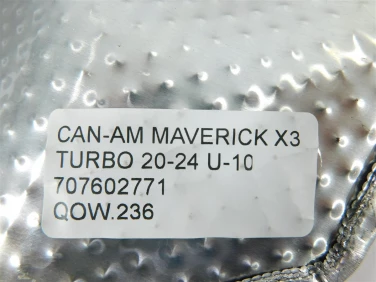 CAN-AM MAVERICK X3
TURBO 20-24 U-10
707602771
QOW.236